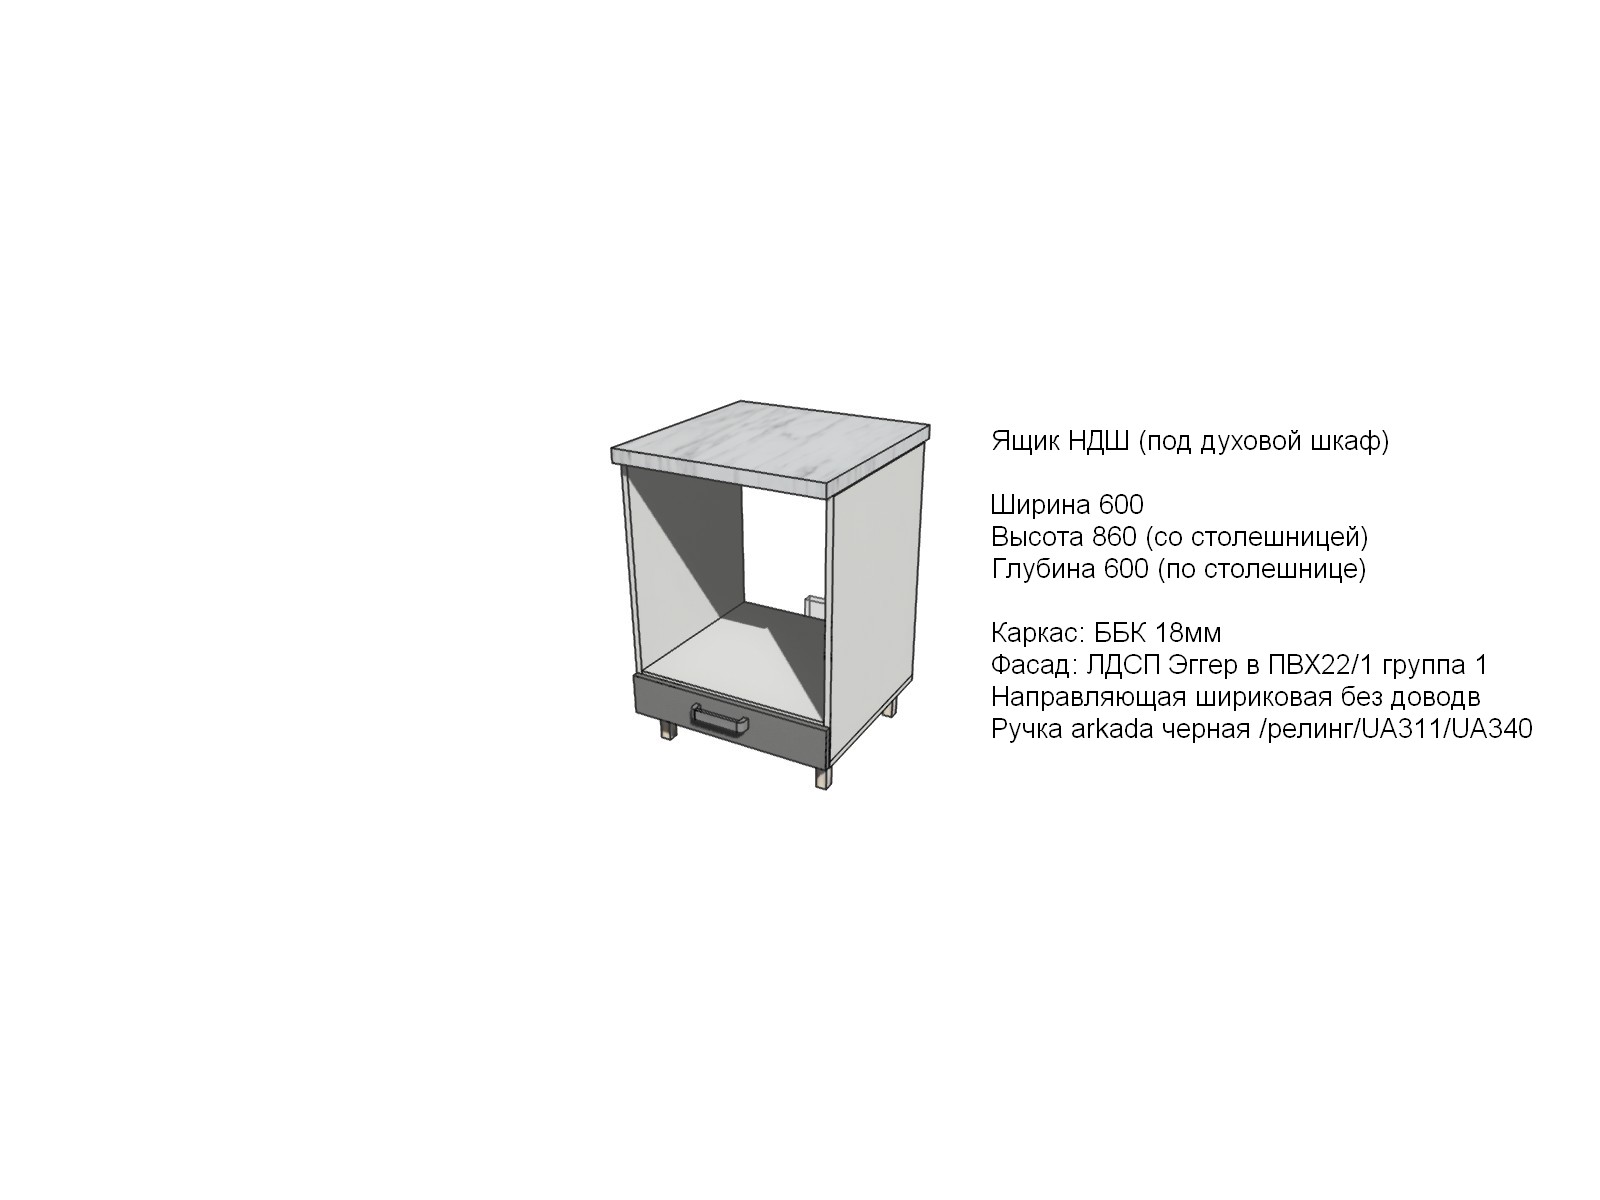 Ящик НДШ (под духовой шкаф)
Ширина 600
Высота 860 (со столешницей)
Глубина 600 (по столешнице)
Каркас: ББК 18мм
Фасад: ЛДСП Эггер в ПВХ22/1 группа 1
Направляющая шириковая без доводв
Ручка arkada черная /релинг/UA311/UA340